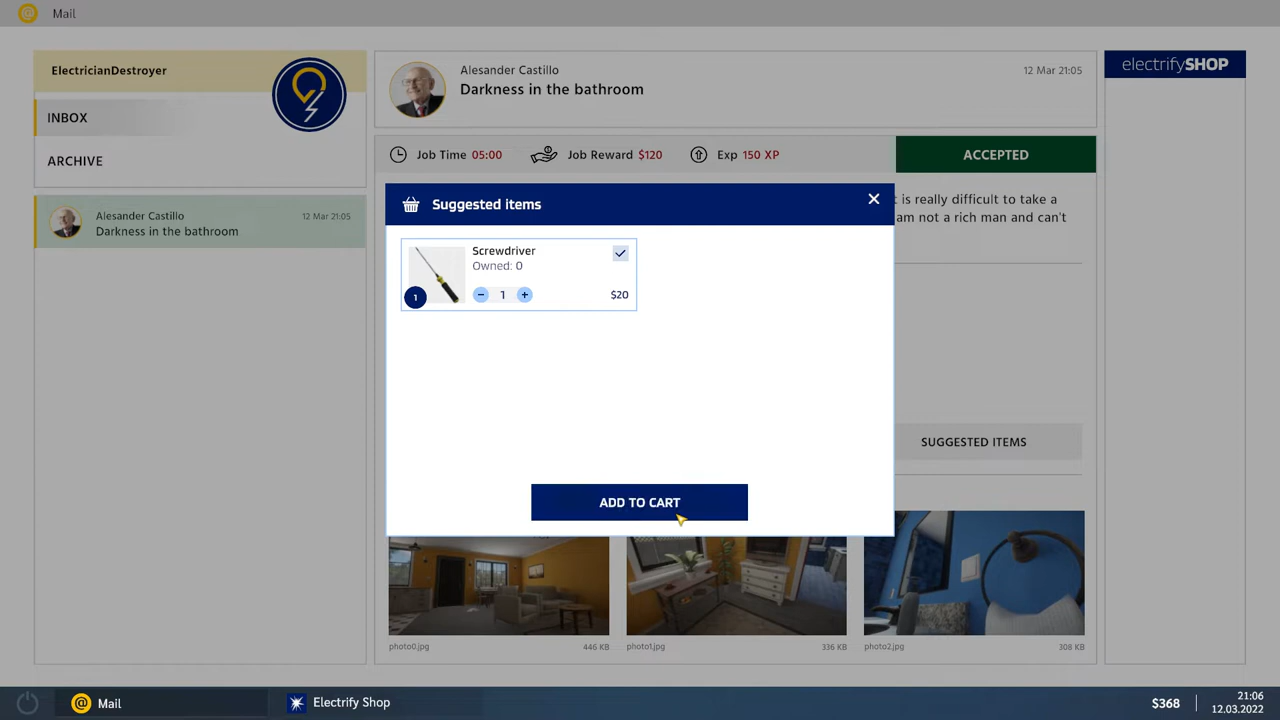 Mail
ElectricianDestroyer
INBOX
ARCHIVE
Alesander Castillo
12 Mar 21:05
Darkness in the bathroom
Alesander Castillo
12 Mar 21:05
Darkness in the bathroom
Job Time 05:00
Job Reward $120
Exp 150 XP
ACCEPTED
is really difficult to take a
am not a rich man and can't
Suggested items
Screwdriver
Owned: 0
1
− 1 +
$20
ADD TO CART
SUGGESTED ITEMS
photo0.jpg
446 KB
photo1.jpg
336 KB
photo2.jpg
308 KB
electrifySHOP
Mail
Electrify Shop
$368
21:06
12.03.2022